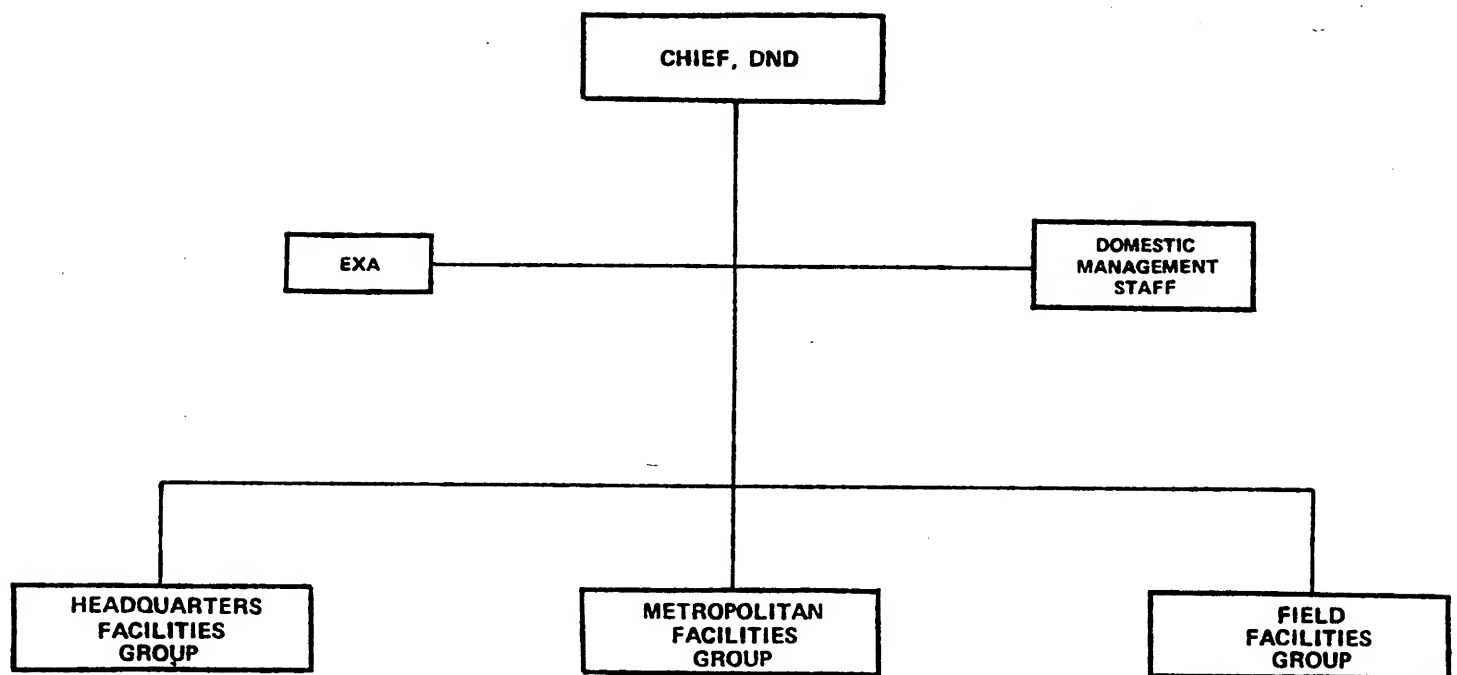 CHIEF, DND
EXA
DOMESTIC
MANAGEMENT
STAFF
HEADQUARTERS
FACILITIES
GROUP
METROPOLITAN
FACILITIES
GROUP
FIELD
FACILITIES
GROUP